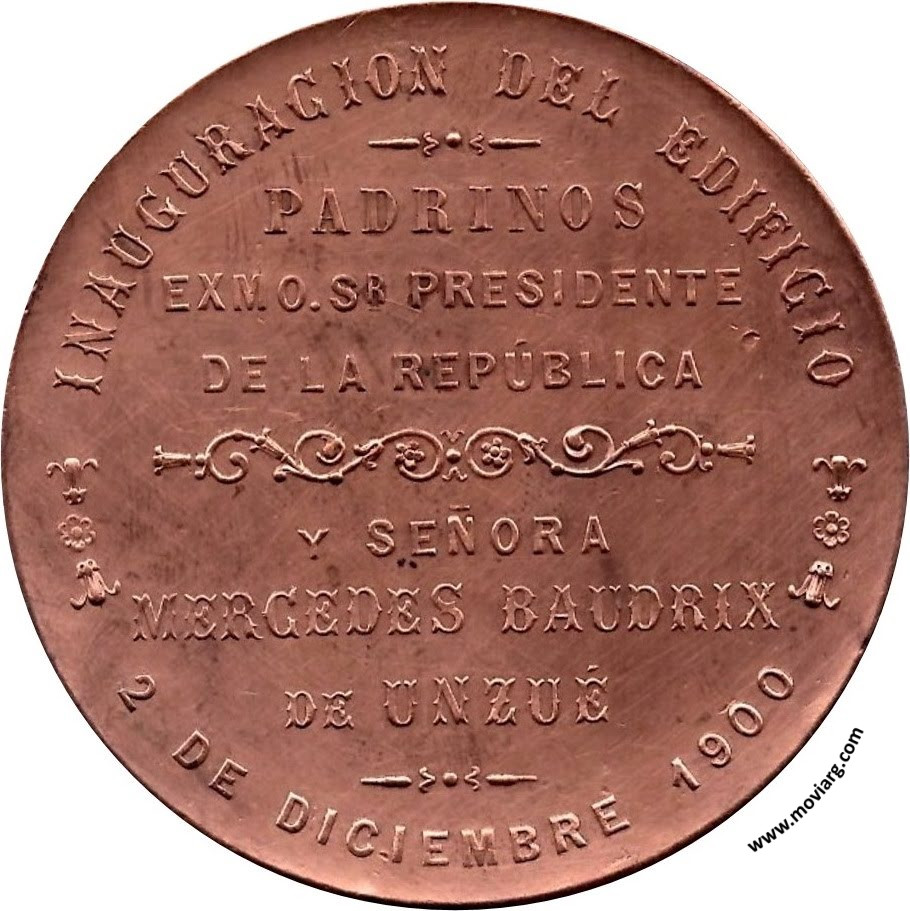 INAUGURACION DEL EDIFICIO
PADRINOS
EXM.O. SR PRESIDENTE
DE LA REPÚBLICA
Y SEÑORA
MERCEDES BAUDRIX
DE UNZUÉ
2 DE DICIEMBRE 1900
www.moviarg.com